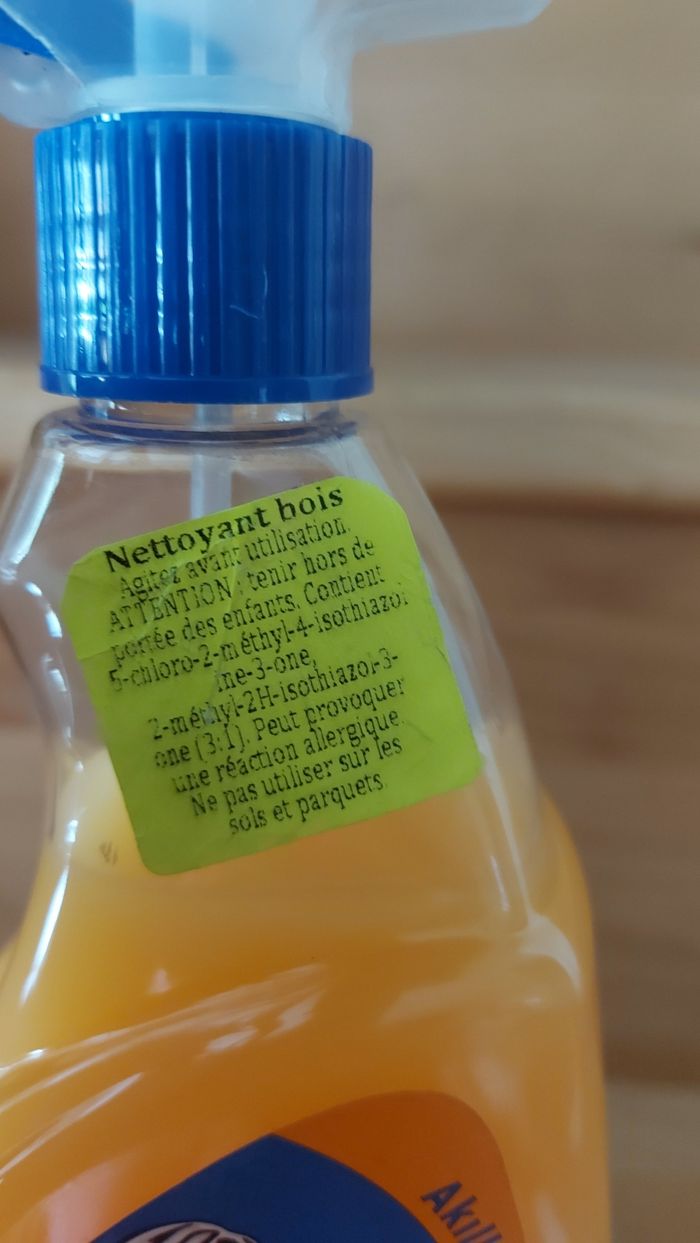 Nettoyant bois
Agitez avant utilisation.
ATTENTION : tenir hors de
portée des enfants. Contient
5-chloro-2-méthyl-4-isothiazol
ine-3-one,
2-méthyl-2H-isothiazol-3-
one (3:1). Peut provoquer
une réaction allergique.
Ne pas utiliser sur les
sols et parquets.
Akıll